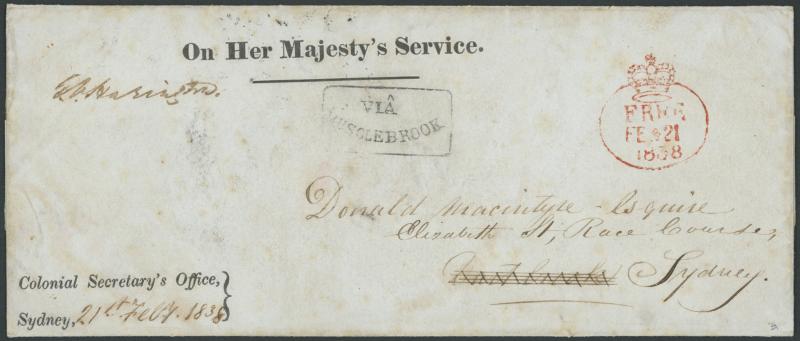 On Her Majesty's Service.
VIÂ
MUSCLEBROOK
FREE
FE 21
1838
Donald Macintyre Esquire
Elizabeth St, Race Course,
Sydney.
Colonial Secretary's Office,
Sydney, 21st Feby. 1838